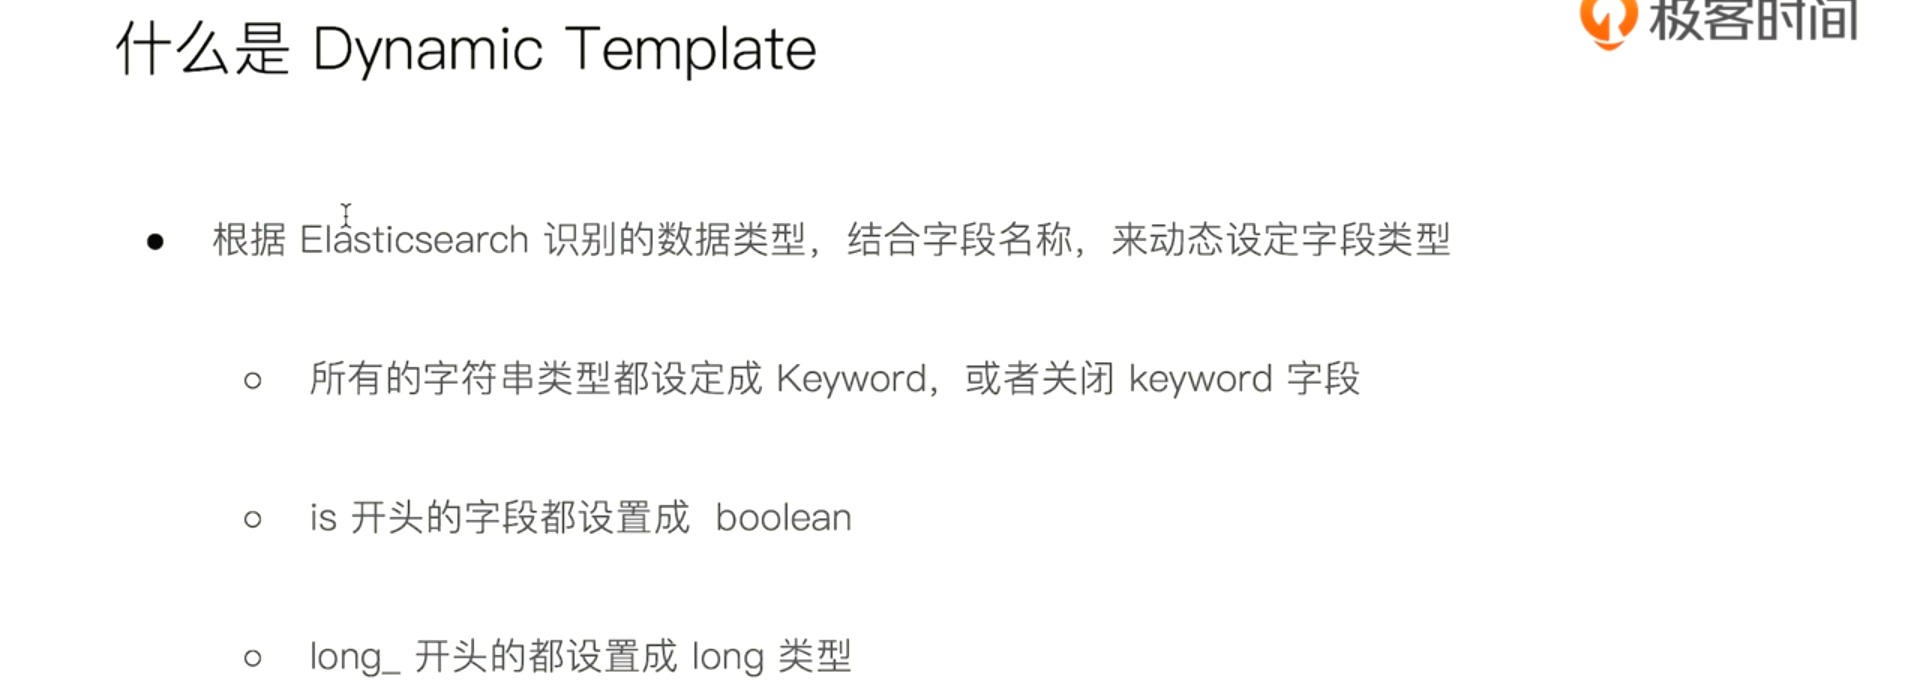 什么是 Dynamic Template
极客时间
根据 Elasticsearch 识别的数据类型，结合字段名称，来动态设定字段类型
所有的字符串类型都设定成 Keyword，或者关闭 keyword 字段
is 开头的字段都设置成 boolean
long_ 开头的都设置成 long 类型